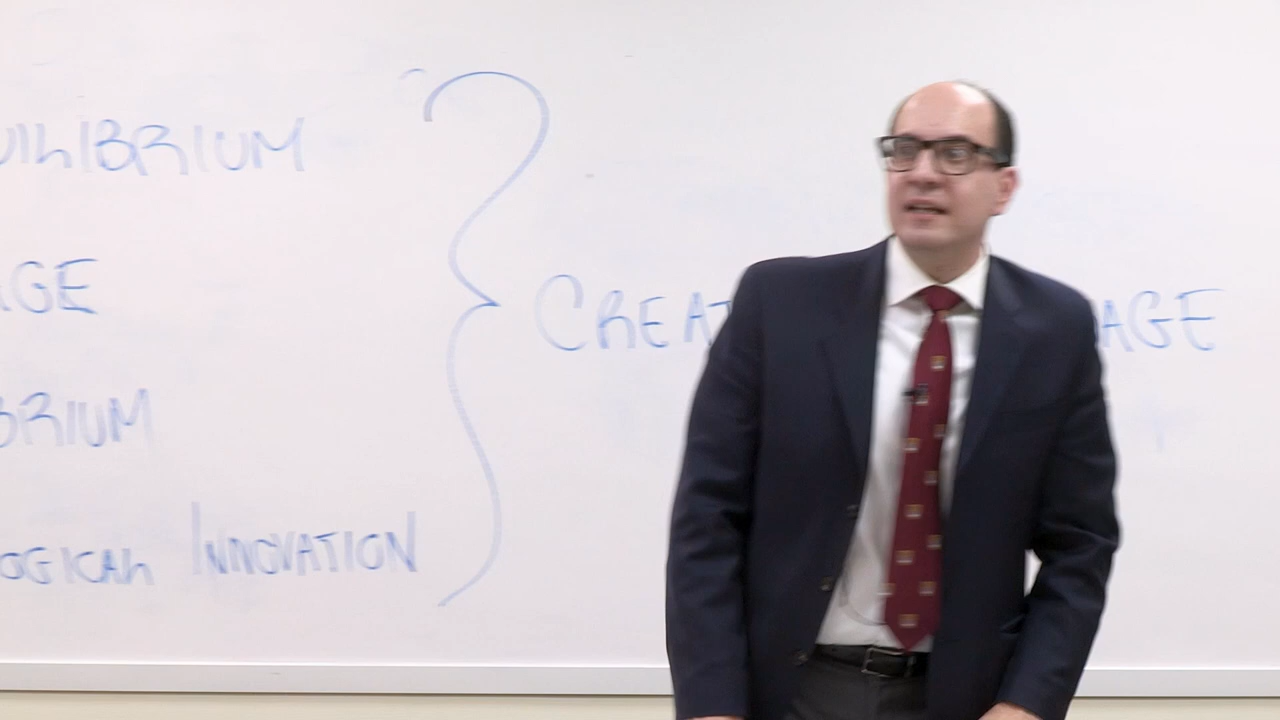 UILIBRIUM
AGE
CREAT AGE
BRIUM
OGICAL INNOVATION